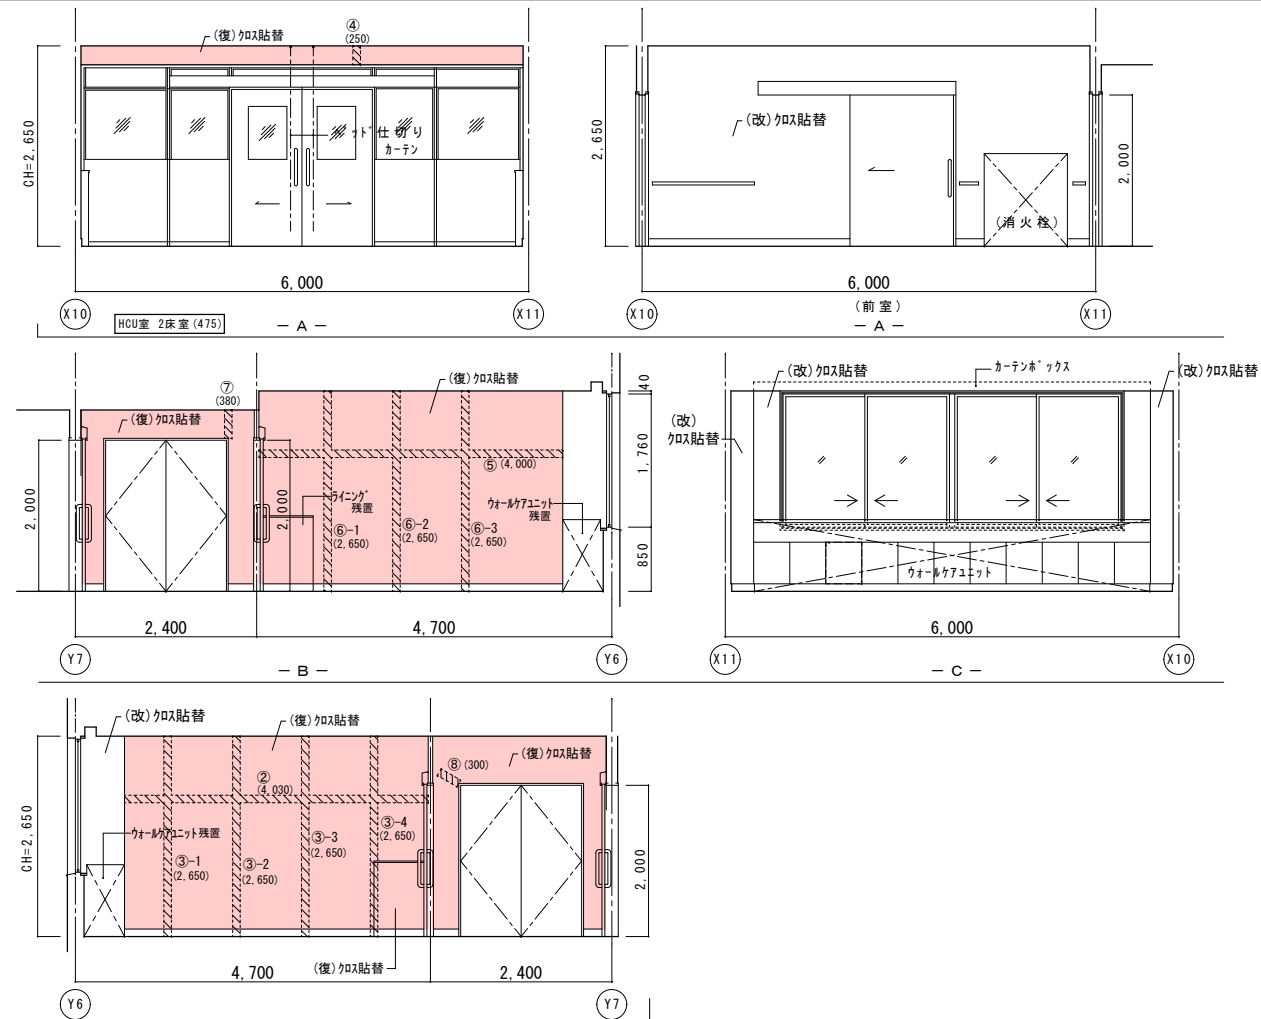 (復)クロス貼替
④
(250)
CH=2,650
ベッド仕切り
カーテン
6,000
X10
X11
HCU室 2床室(475)
— A —
2,650
(改)クロス貼替
2,000
(消火栓)
6,000
(前室)
X10
X11
— A —
⑦
(380)
(復)クロス貼替
(復)クロス貼替
⑤(4,000)
2,000
2,000
ライニング
残置
⑥-1
(2,650)
⑥-2
(2,650)
⑥-3
(2,650)
ウォールケアユニット
残置
40
1,760
850
2,400
4,700
Y7
Y6
— B —
(改)クロス貼替
カーテンボックス
(改)クロス貼替
(改)
クロス貼替
ウォールケアユニット
6,000
X11
X10
— C —
(改)クロス貼替
(復)クロス貼替
(復)クロス貼替
⑧(300)
②
(4,030)
CH=2,650
ウォールケアユニット残置
③-1
(2,650)
③-2
(2,650)
③-3
(2,650)
③-4
(2,650)
2,000
(復)クロス貼替
4,700
2,400
Y6
Y7